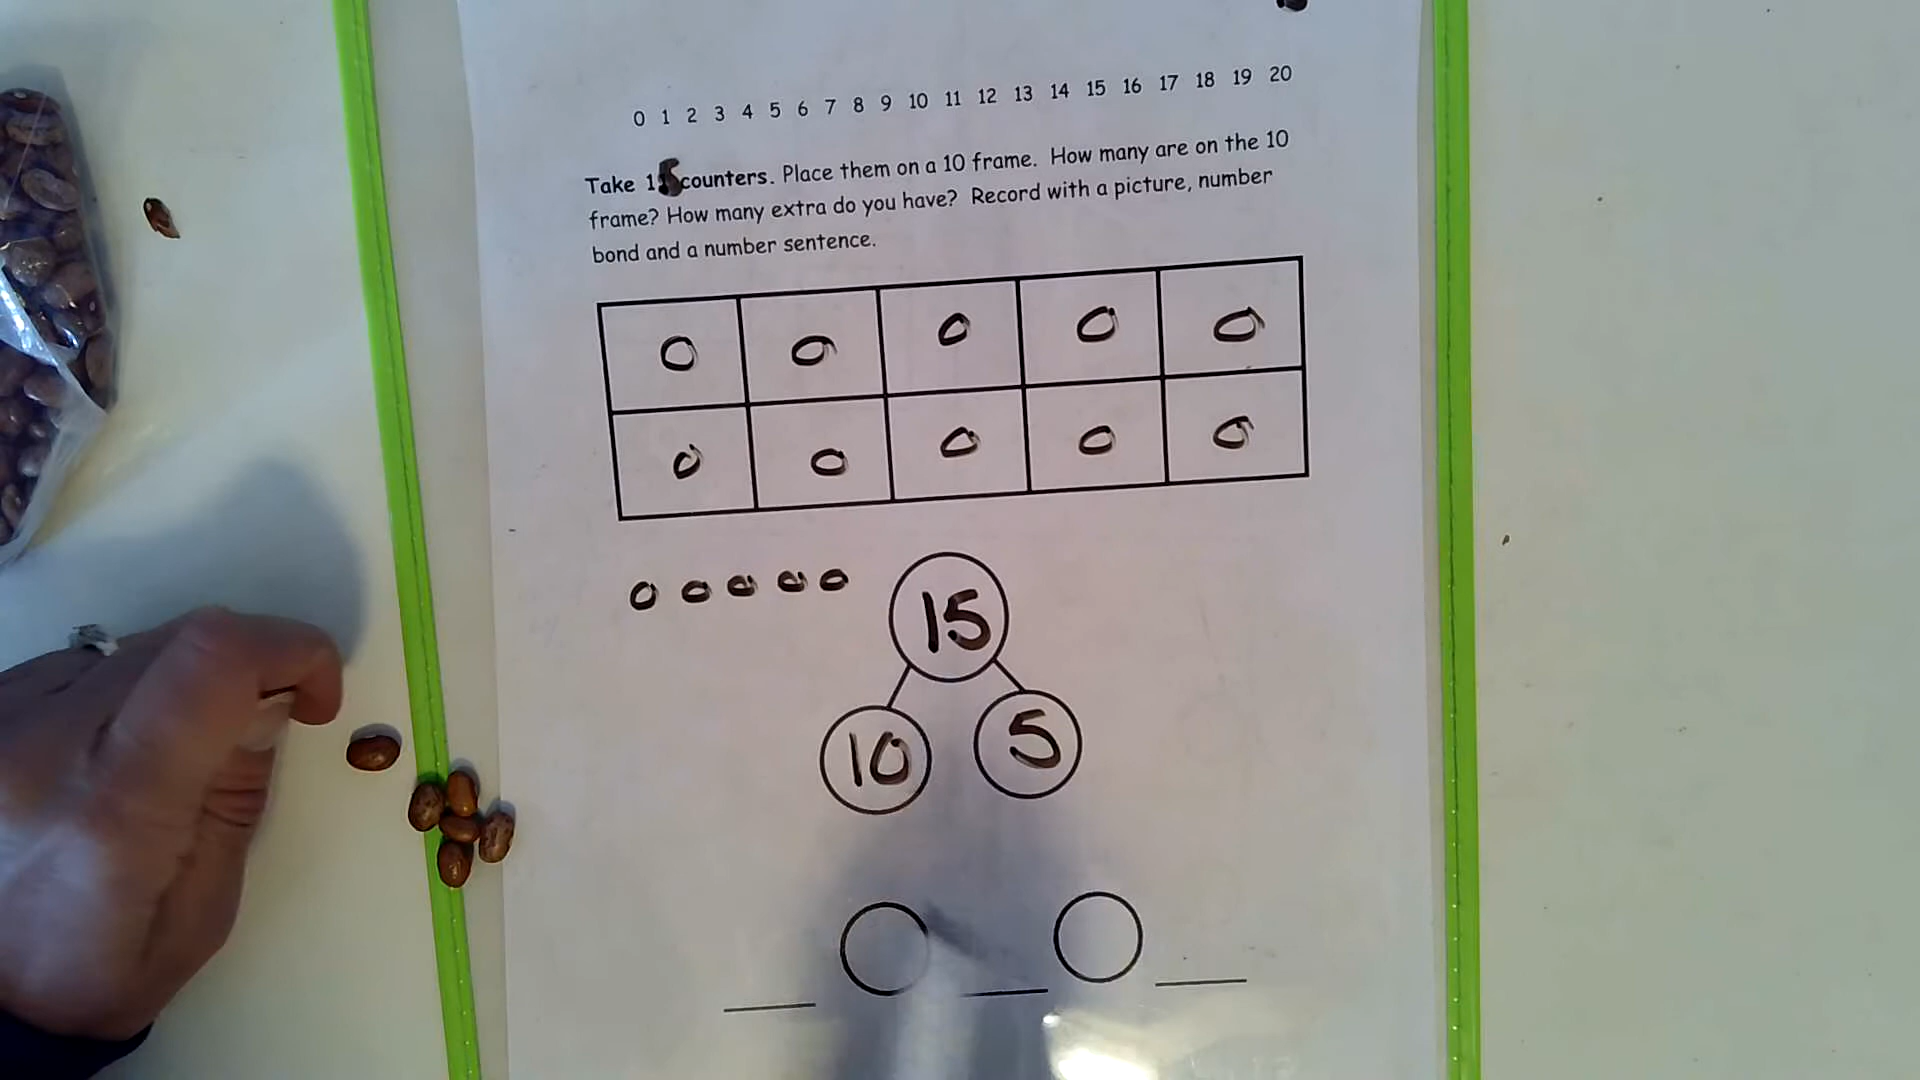 0 1 2 3 4 5 6 7 8 9 10 11 12 13 14 15 16 17 18 19 20
Take 15 counters. Place them on a 10 frame. How many are on the 10
frame? How many extra do you have? Record with a picture, number
bond and a number sentence.
15
10 5